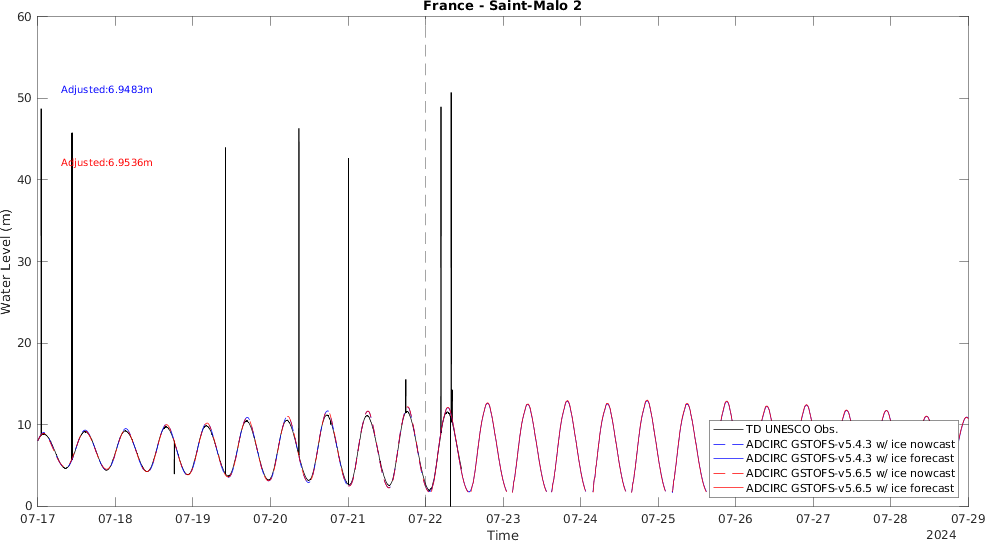 France - Saint-Malo 2
60
50
40
30
20
10
0
Water Level (m)
Adjusted:6.9483m
Adjusted:6.9536m
TD UNESCO Obs.
ADCIRC GSTOFS-v5.4.3 w/ ice nowcast
ADCIRC GSTOFS-v5.4.3 w/ ice forecast
ADCIRC GSTOFS-v5.6.5 w/ ice nowcast
ADCIRC GSTOFS-v5.6.5 w/ ice forecast
07-17 07-18 07-19 07-20 07-21 07-22 07-23 07-24 07-25 07-26 07-27 07-28 07-29
Time
2024